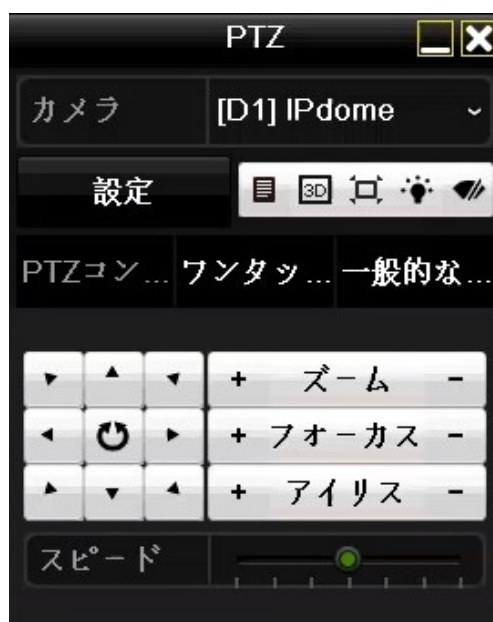 PTZ
カメラ [D1] IPdome
設定 3D
PTZコン... ワンタッ... 一般的な...
+ ズーム -
+ フォーカス -
+ アイリス -
スピード